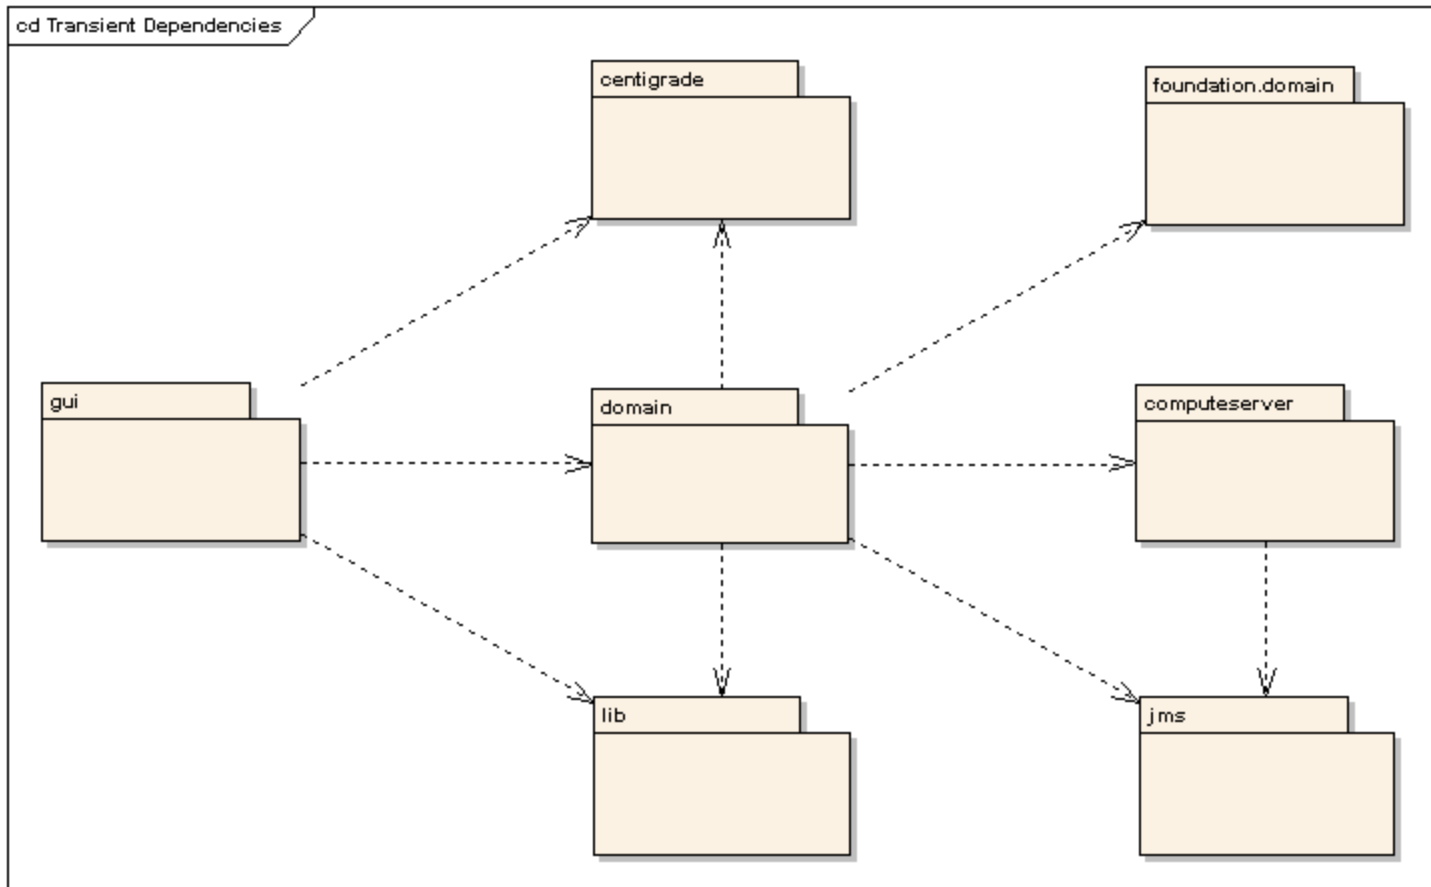 cd Transient Dependencies
centigrade
foundation.domain
gui
domain
computeserver
lib
jms